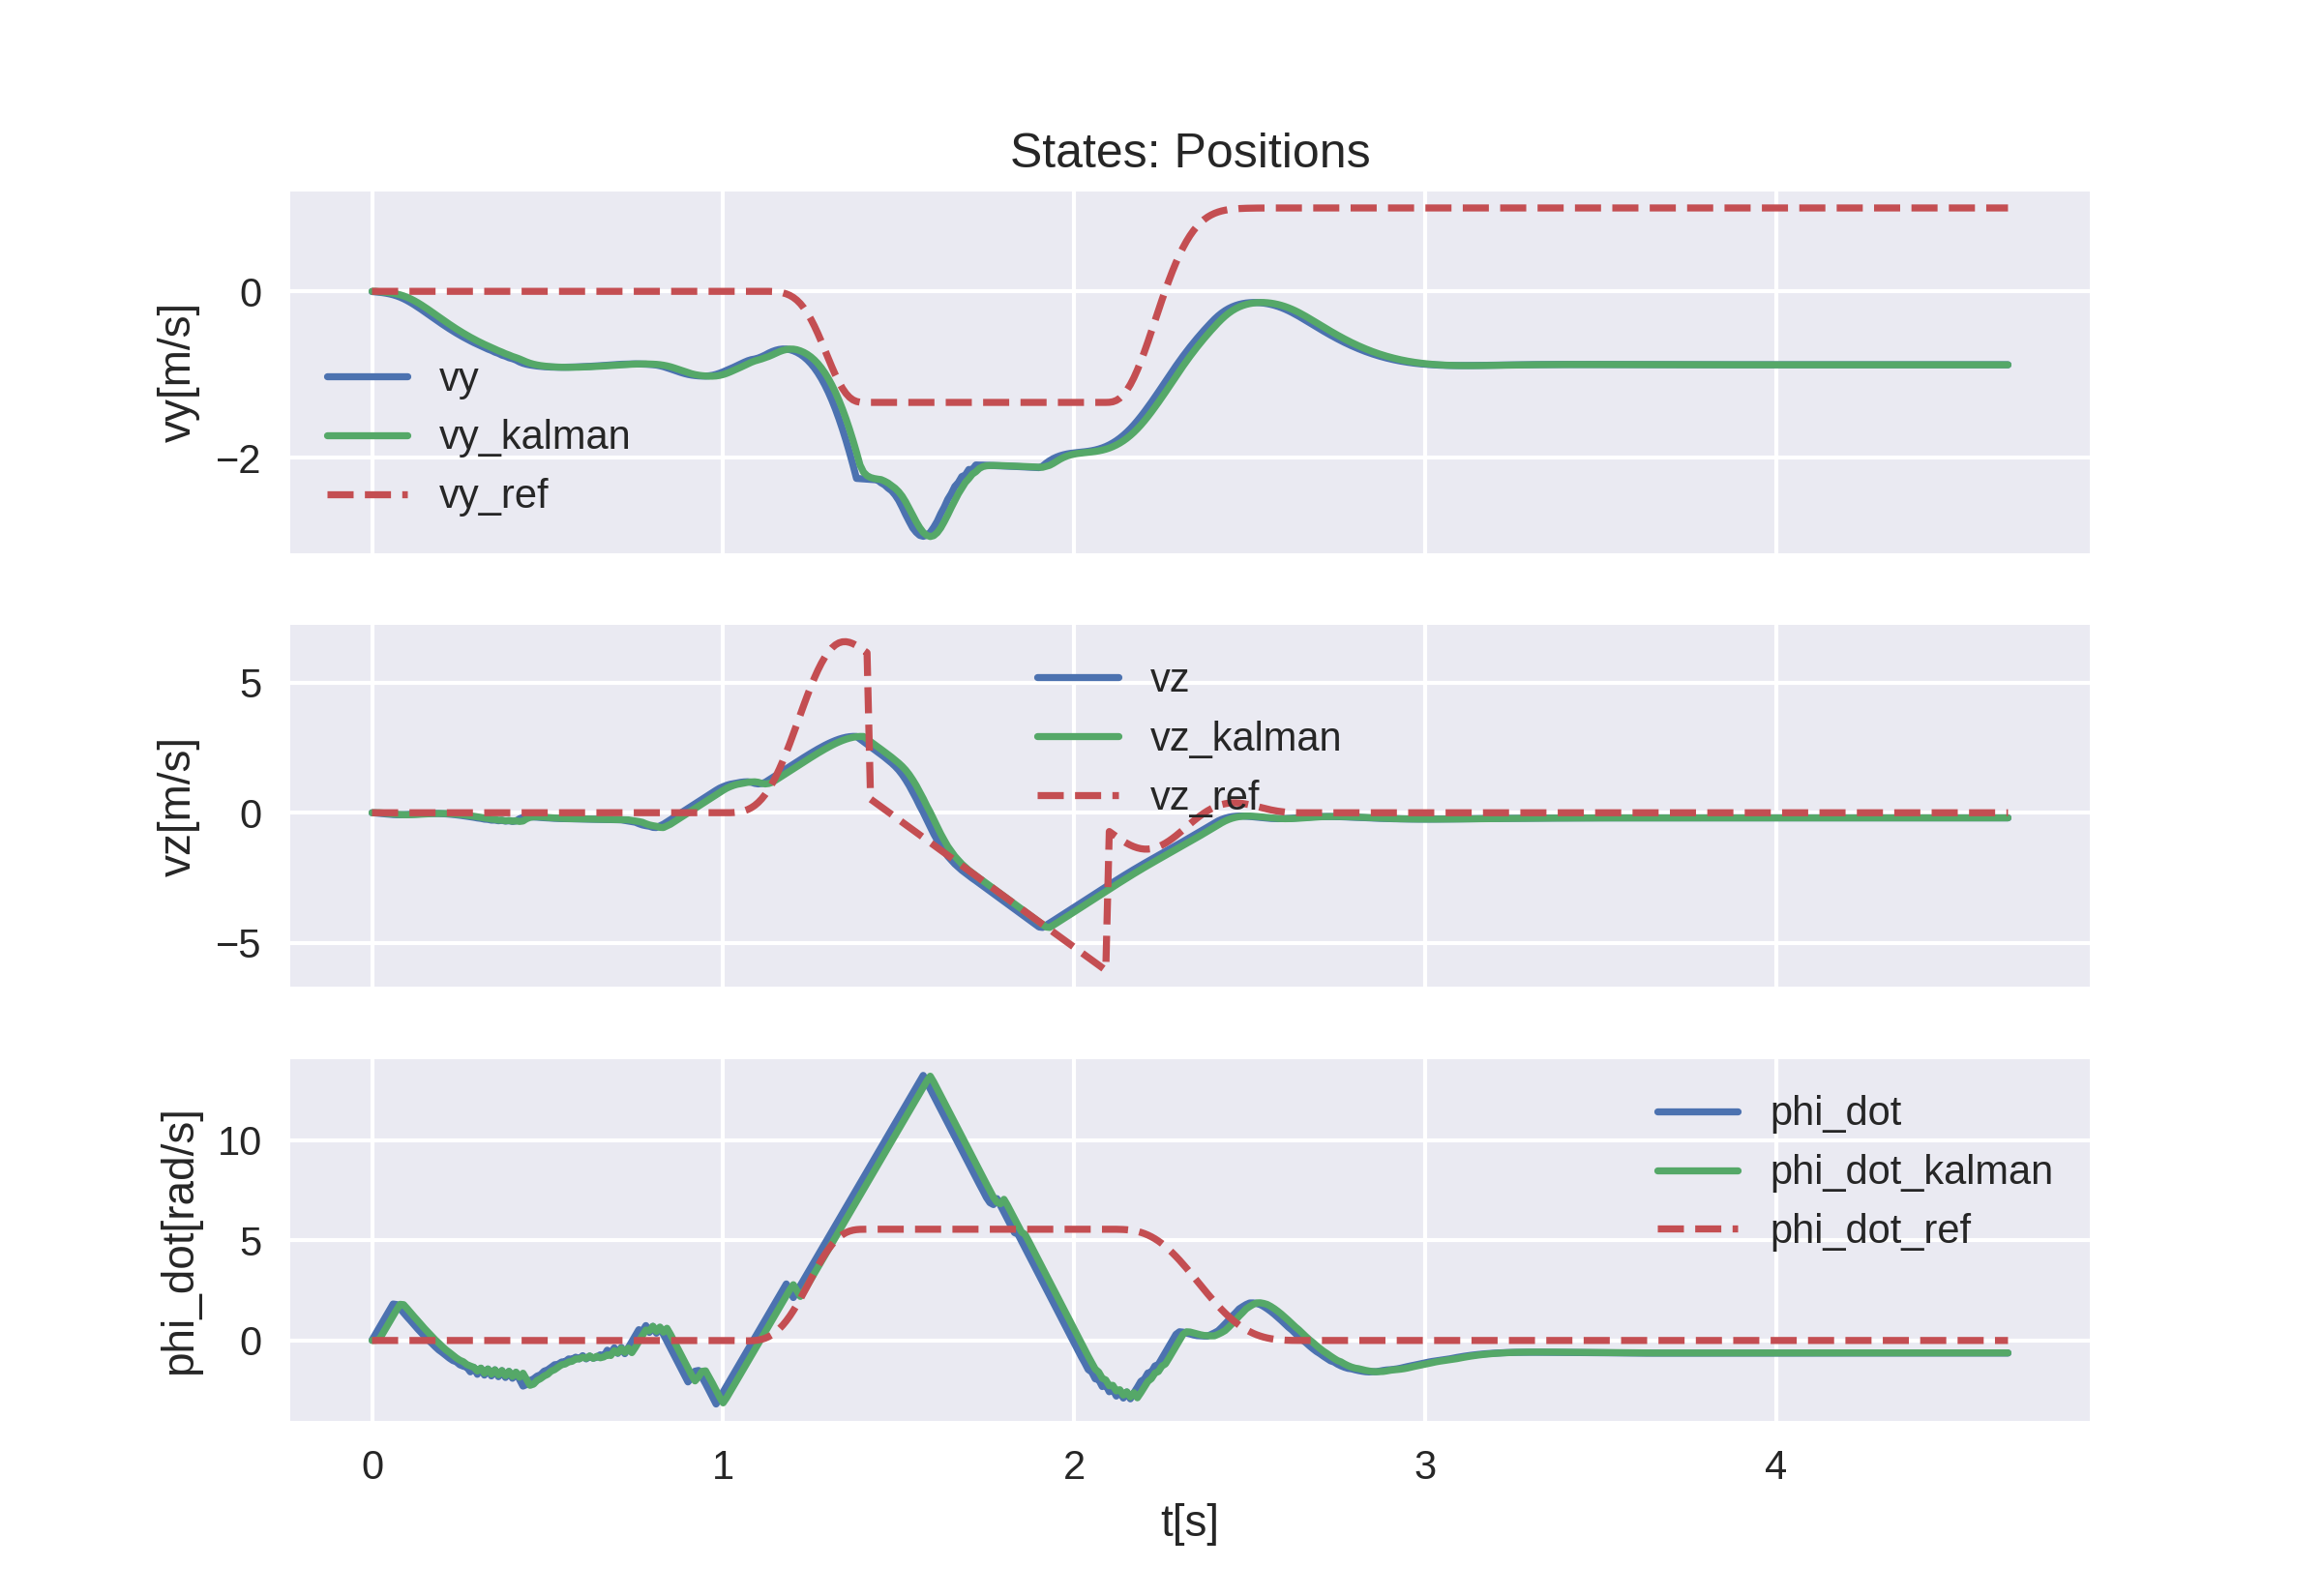 States: Positions
vy[m/s]
0
−2
vy
vy_kalman
vy_ref
vz[m/s]
5
0
−5
vz
vz_kalman
vz_ref
phi_dot[rad/s]
10
5
0
phi_dot
phi_dot_kalman
phi_dot_ref
0 1 2 3 4
t[s]